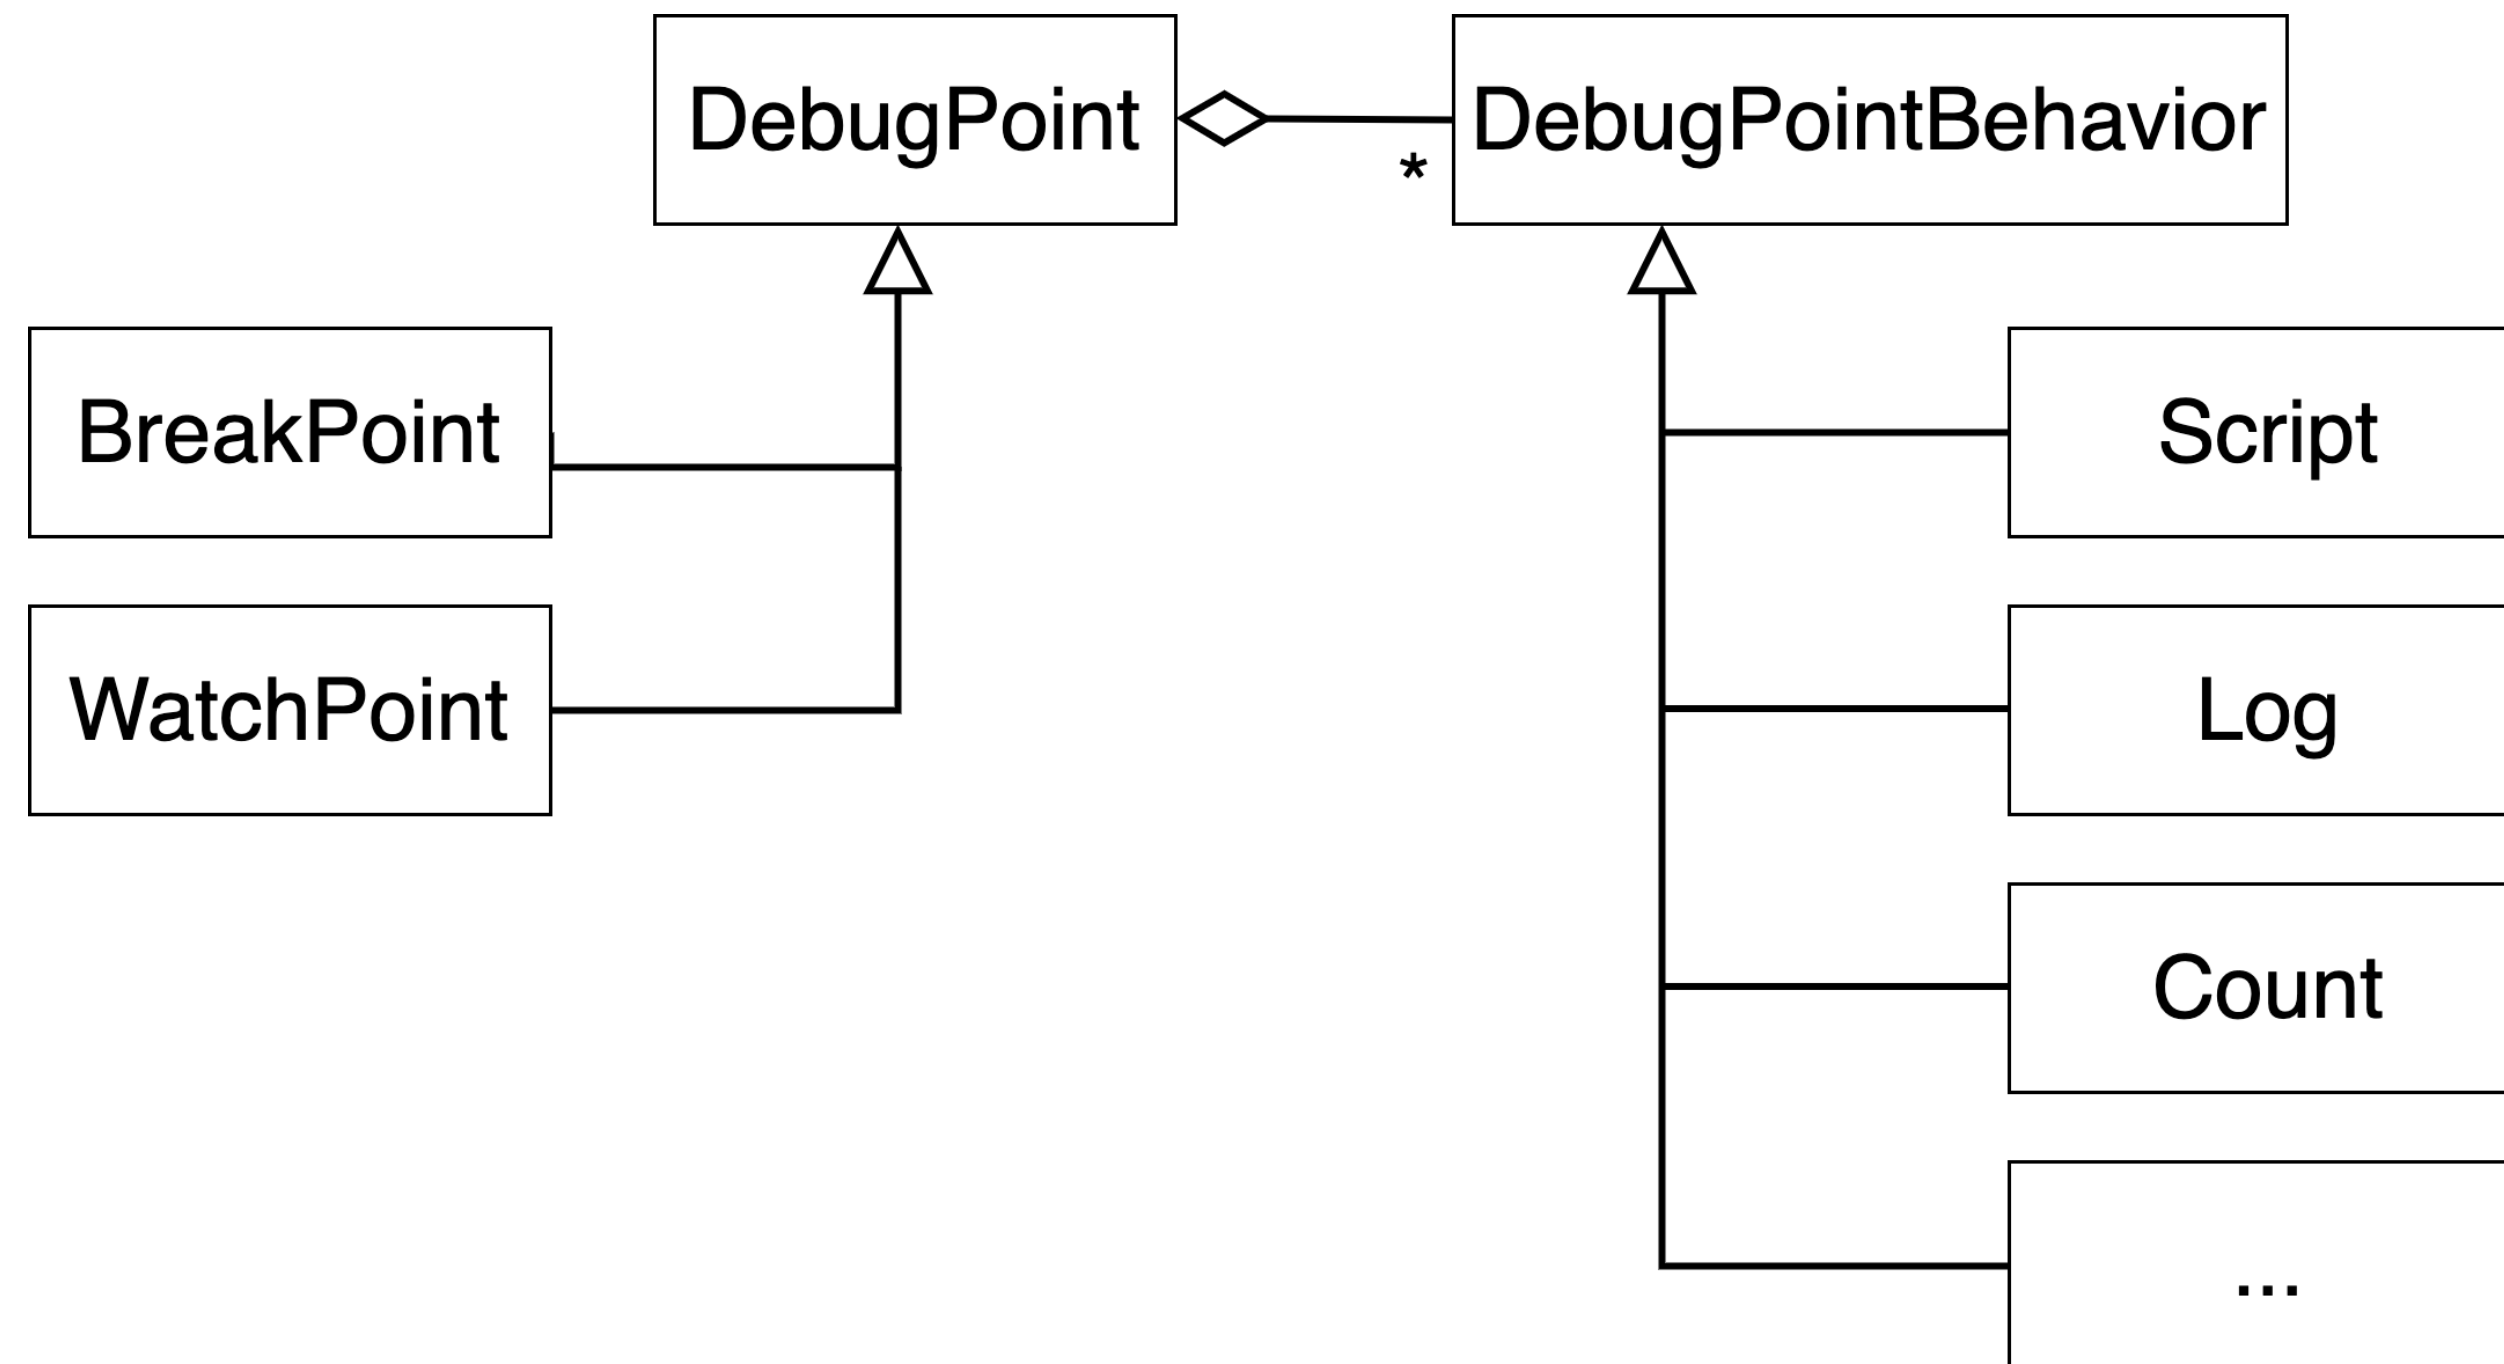 DebugPoint
DebugPointBehavior
*
BreakPoint
Script
WatchPoint
Log
Count
...